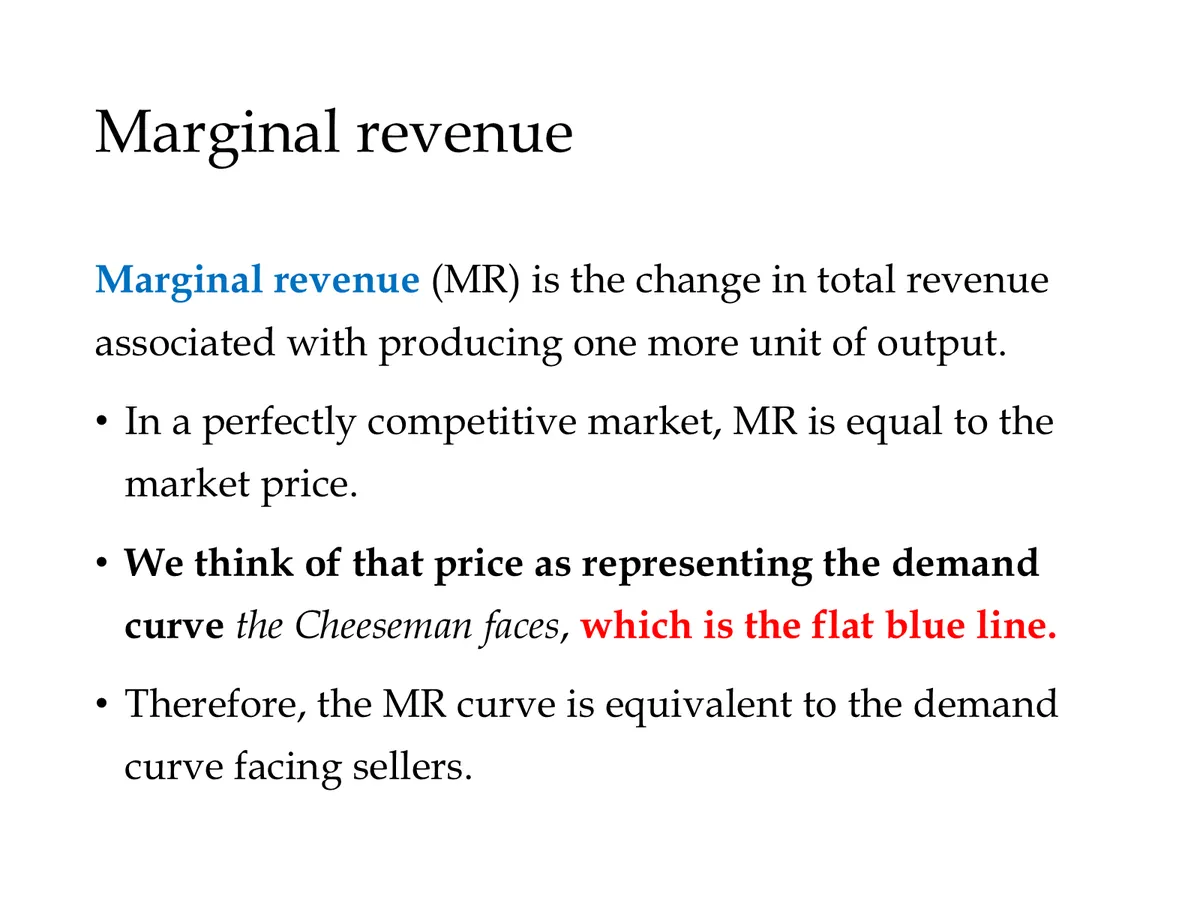 Marginal revenue
Marginal revenue (MR) is the change in total revenue
associated with producing one more unit of output.
• In a perfectly competitive market, MR is equal to the
market price.
• We think of that price as representing the demand
curve the Cheeseman faces, which is the flat blue line.
• Therefore, the MR curve is equivalent to the demand
curve facing sellers.